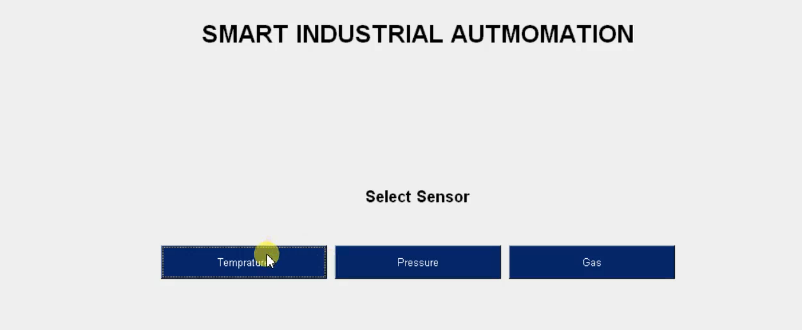 SMART INDUSTRIAL AUTMOMATION
Select Sensor
Pressure
Gas